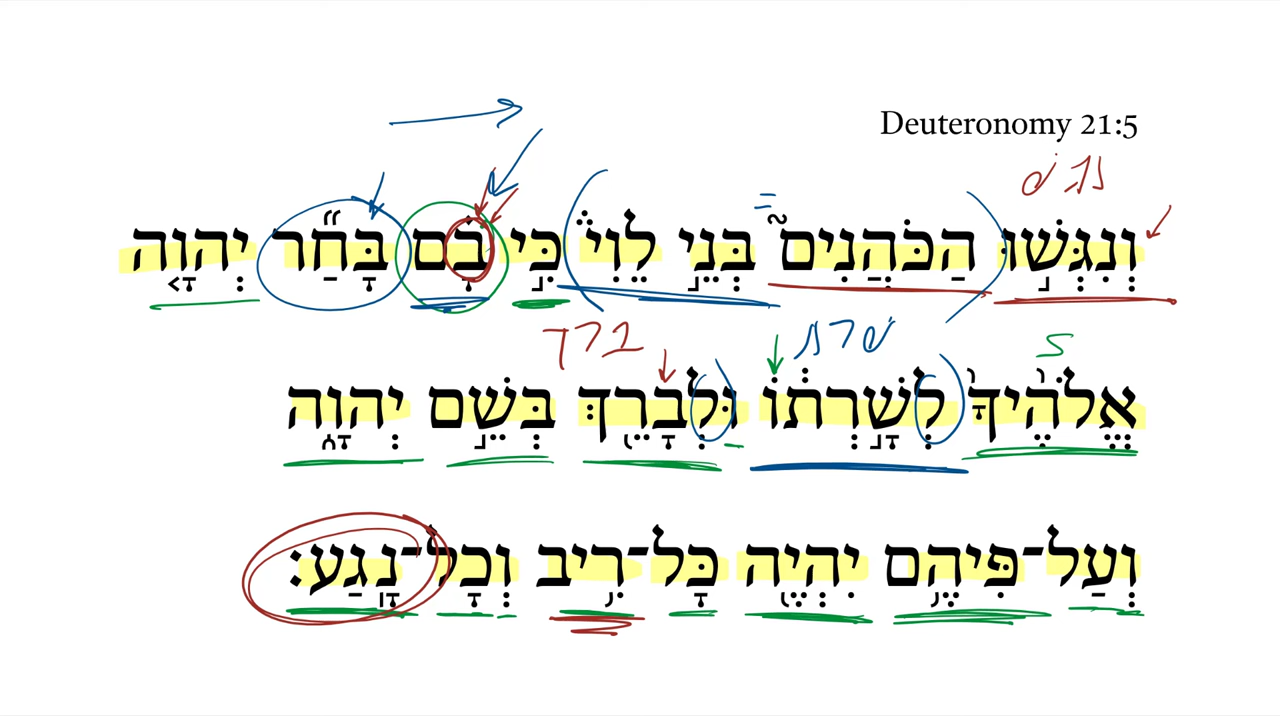 Deuteronomy 21:5
נגשׁ
וְנִגְּשׁ֣וּ הַכֹּהֲנִים֮ בְּנֵ֣י לֵוִי֒ כִּ֣י בָ֗ם בָּחַ֞ר יְהוָ֤ה
שרת ברך
אֱלֹהֶ֙יךָ֙ לְשָׁ֣רְת֔וֹ וּלְבָרֵ֖ךְ בְּשֵׁ֣ם יְהוָ֑ה
וְעַל־פִּיהֶ֥ם יִהְיֶ֖ה כָּל־רִ֥יב וְכָל־נָֽגַע׃